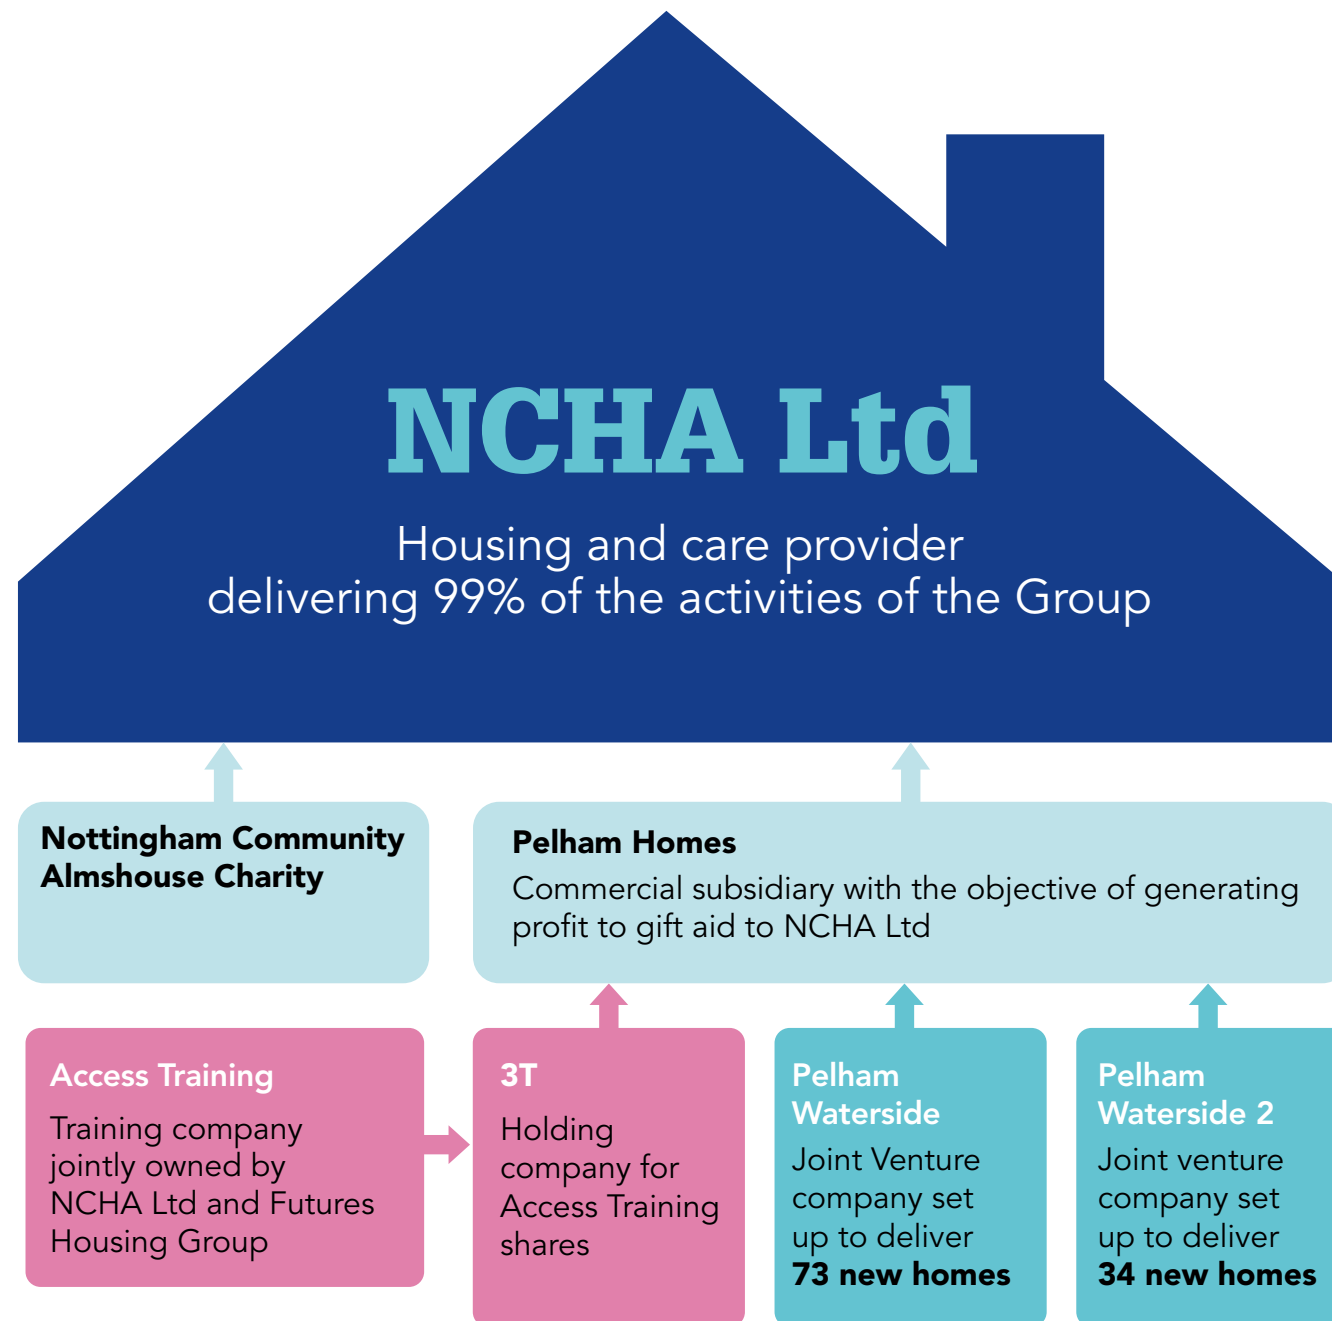 NCHA Ltd
Housing and care provider
delivering 99% of the activities of the Group
Nottingham Community
Almshouse Charity
Pelham Homes
Commercial subsidiary with the objective of generating
profit to gift aid to NCHA Ltd
Access Training
Training company
jointly owned by
NCHA Ltd and Futures
Housing Group
3T
Holding
company for
Access Training
shares
Pelham
Waterside
Joint Venture
company set
up to deliver
73 new homes
Pelham
Waterside 2
Joint venture
company set
up to deliver
34 new homes